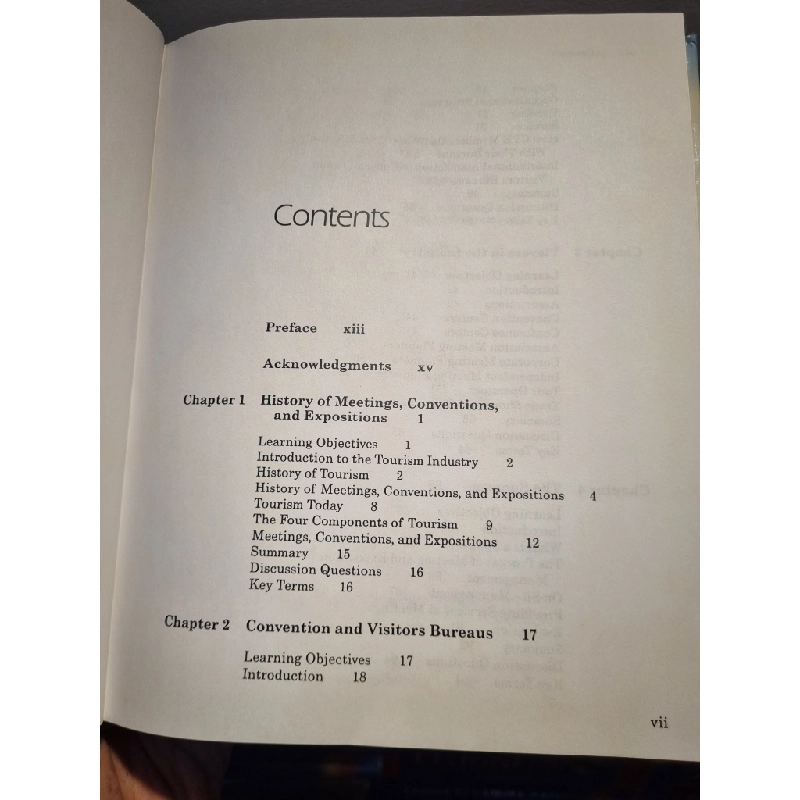 Contents
Preface xiii
Acknowledgments xv
Chapter 1 History of Meetings, Conventions,
and Expositions 1
Learning Objectives 1
Introduction to the Tourism Industry 2
History of Tourism 2
History of Meetings, Conventions, and Expositions 4
Tourism Today 8
The Four Components of Tourism 9
Meetings, Conventions, and Expositions 12
Summary 15
Discussion Questions 16
Key Terms 16
Chapter 2 Convention and Visitors Bureaus 17
Learning Objectives 17
Introduction 18
vii